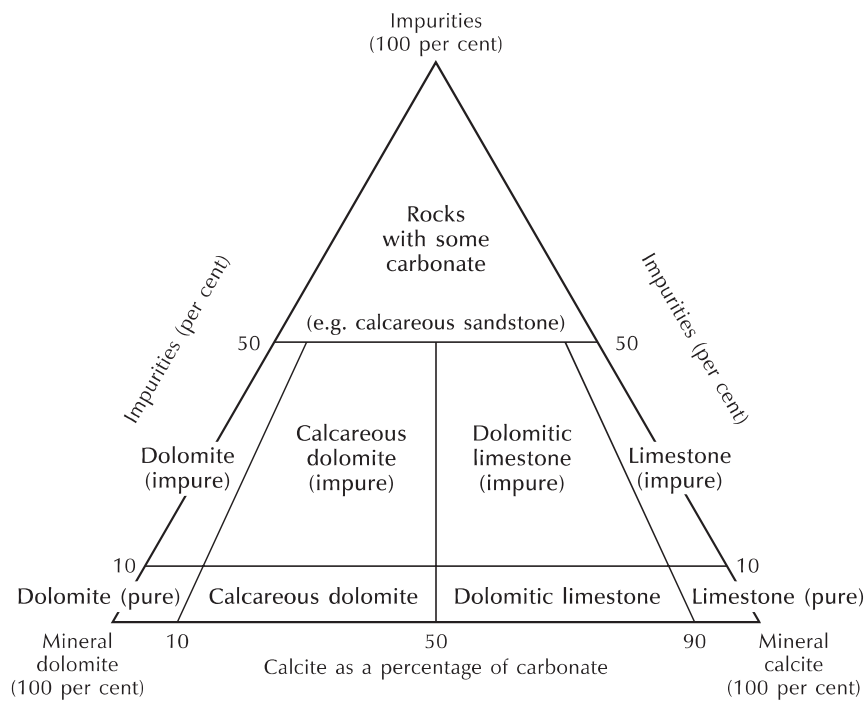 Impurities
(100 per cent)
Rocks
with some
carbonate
(e.g. calcareous sandstone)
Impurities (per cent)
Impurities (per cent)
50
50
Calcareous
dolomite
(impure)
Dolomitic
limestone
(impure)
Dolomite
(impure)
Limestone
(impure)
10
10
Dolomite (pure)
Calcareous dolomite
Dolomitic limestone
Limestone (pure)
Mineral
dolomite
(100 per cent)
10
50
90
Calcite as a percentage of carbonate
Mineral
calcite
(100 per cent)